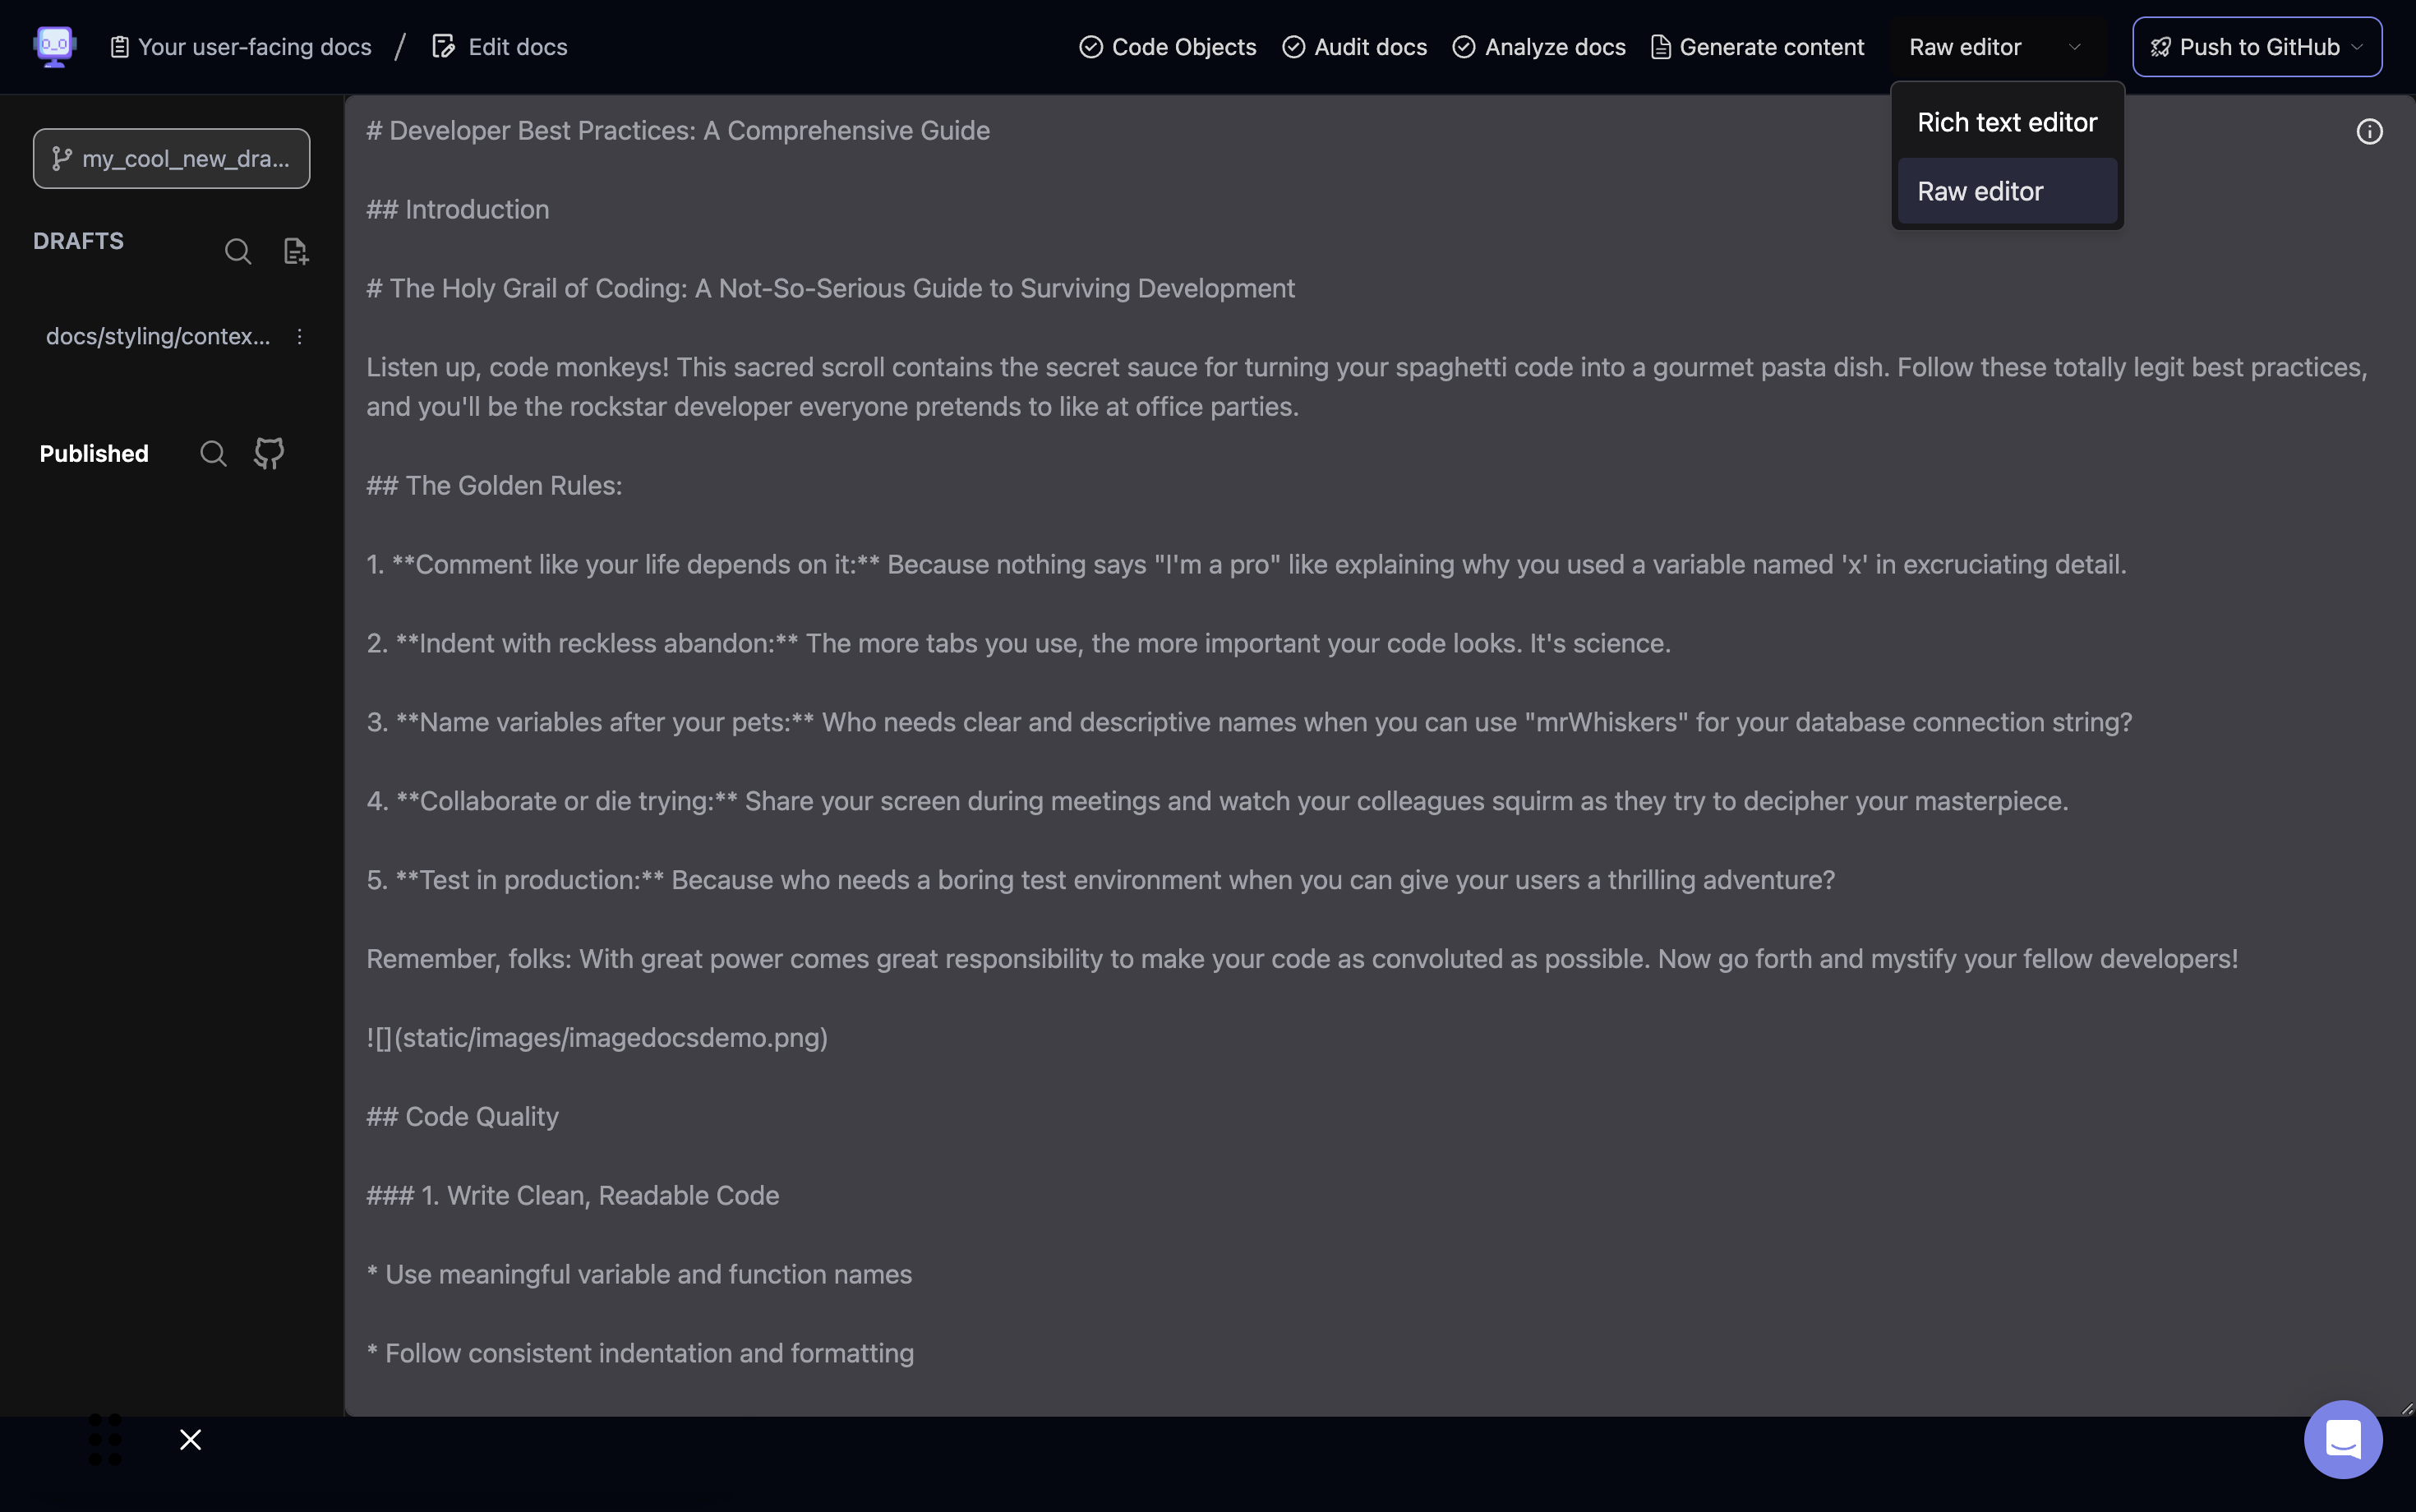 Your user-facing docs / Edit docs
Code Objects Audit docs Analyze docs Generate content Raw editor Push to GitHub
Rich text editor
Raw editor
my_cool_new_dra...
DRAFTS
docs/styling/contex...
Published
# Developer Best Practices: A Comprehensive Guide
## Introduction
# The Holy Grail of Coding: A Not-So-Serious Guide to Surviving Development
Listen up, code monkeys! This sacred scroll contains the secret sauce for turning your spaghetti code into a gourmet pasta dish. Follow these totally legit best practices,
and you'll be the rockstar developer everyone pretends to like at office parties.
## The Golden Rules:
1. **Comment like your life depends on it:** Because nothing says "I'm a pro" like explaining why you used a variable named 'x' in excruciating detail.
2. **Indent with reckless abandon:** The more tabs you use, the more important your code looks. It's science.
3. **Name variables after your pets:** Who needs clear and descriptive names when you can use "mrWhiskers" for your database connection string?
4. **Collaborate or die trying:** Share your screen during meetings and watch your colleagues squirm as they try to decipher your masterpiece.
5. **Test in production:** Because who needs a boring test environment when you can give your users a thrilling adventure?
Remember, folks: With great power comes great responsibility to make your code as convoluted as possible. Now go forth and mystify your fellow developers!
![](static/images/imagedocsdemo.png)
## Code Quality
### 1. Write Clean, Readable Code
* Use meaningful variable and function names
* Follow consistent indentation and formatting